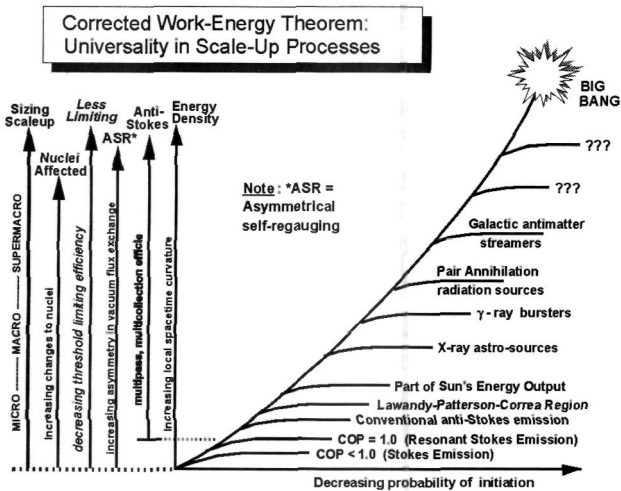 Corrected Work-Energy Theorem:
Universality in Scale-Up Processes
BIG
BANG
Sizing
Scaleup
Less
Limiting
Anti-
Stokes
Energy
Density
ASR*
Nuclei
Affected
???
???
Note : *ASR =
Asymmetrical
self-regauging
Galactic antimatter
streamers
Pair Annihilation
radiation sources
γ - ray bursters
X-ray astro-sources
Part of Sun's Energy Output
Lawandy-Patterson-Correa Region
Conventional anti-Stokes emission
COP = 1.0 (Resonant Stokes Emission)
COP < 1.0 (Stokes Emission)
MICRO ---------- MACRO --------- SUPERMACRO
Increasing changes to nuclei
decreasing threshold limiting efficiency
Increasing asymmetry in vacuum flux exchange
multipass, multicollection efficie
Increasing local spacetime curvature
Decreasing probability of initiation